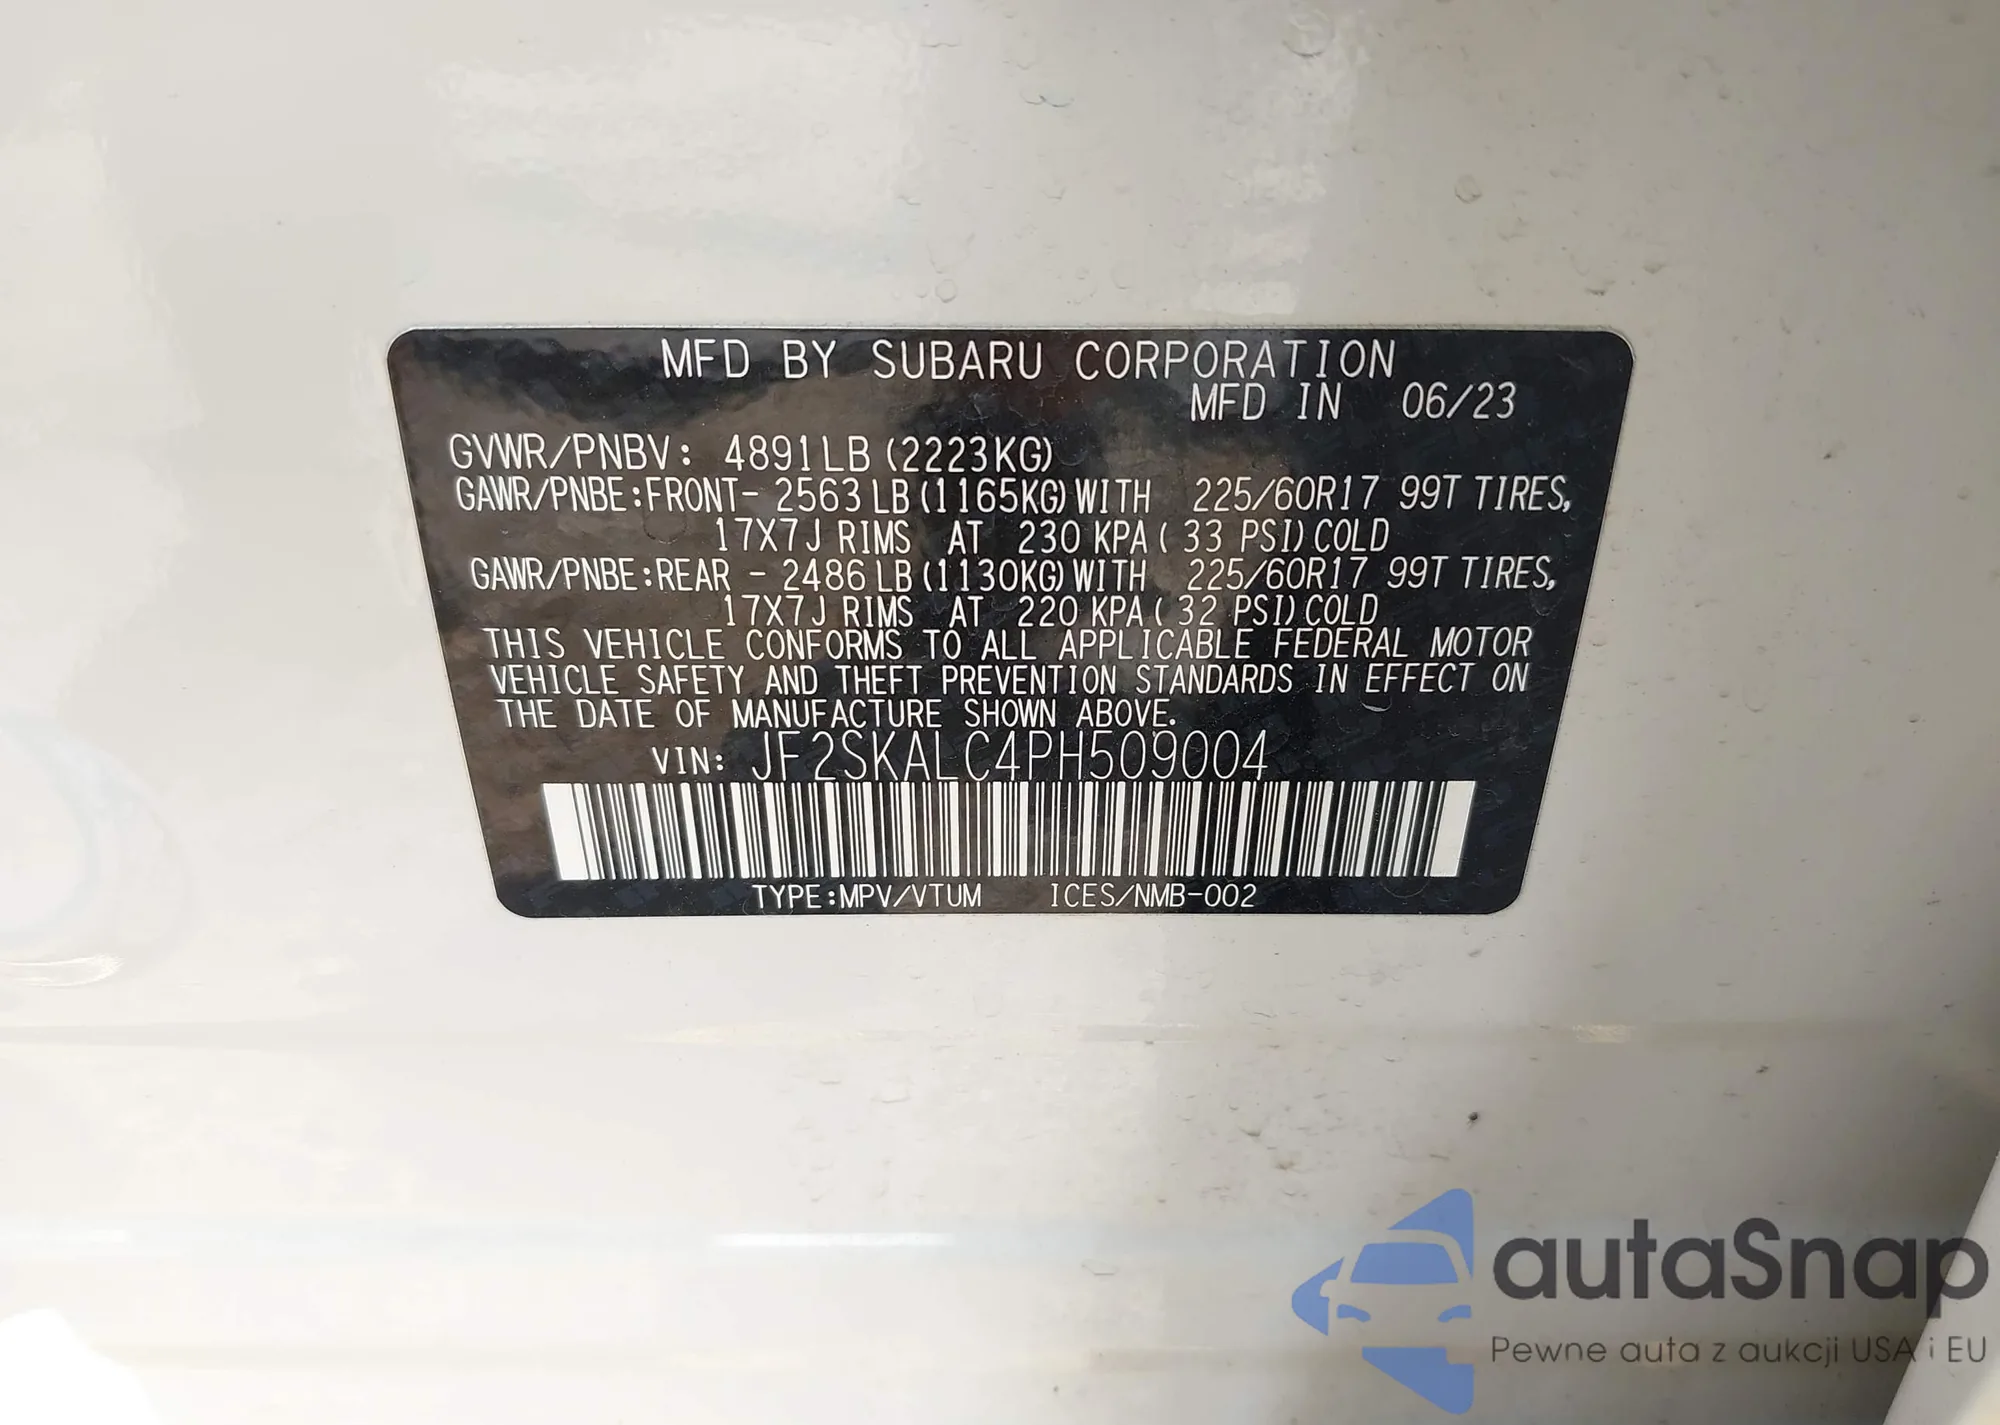 MFD BY SUBARU CORPORATION
MFD IN 06/23
GVWR/PNBV: 4891LB (2223KG)
GAWR/PNBE:FRONT- 2563 LB (1165KG) WITH 225/60R17 99T TIRES,
17X7J RIMS AT 230 KPA ( 33 PSI) COLD
GAWR/PNBE:REAR - 2486 LB (1130KG) WITH 225/60R17 99T TIRES,
17X7J RIMS AT 220 KPA ( 32 PSI) COLD
THIS VEHICLE CONFORMS TO ALL APPLICABLE FEDERAL MOTOR
VEHICLE SAFETY AND THEFT PREVENTION STANDARDS IN EFFECT ON
THE DATE OF MANUFACTURE SHOWN ABOVE.
VIN: JF2SKALC4PH509004
TYPE:MPV/VTUM ICES/NMB-002
autaSnap
Pewne auta z aukcji USA i EU